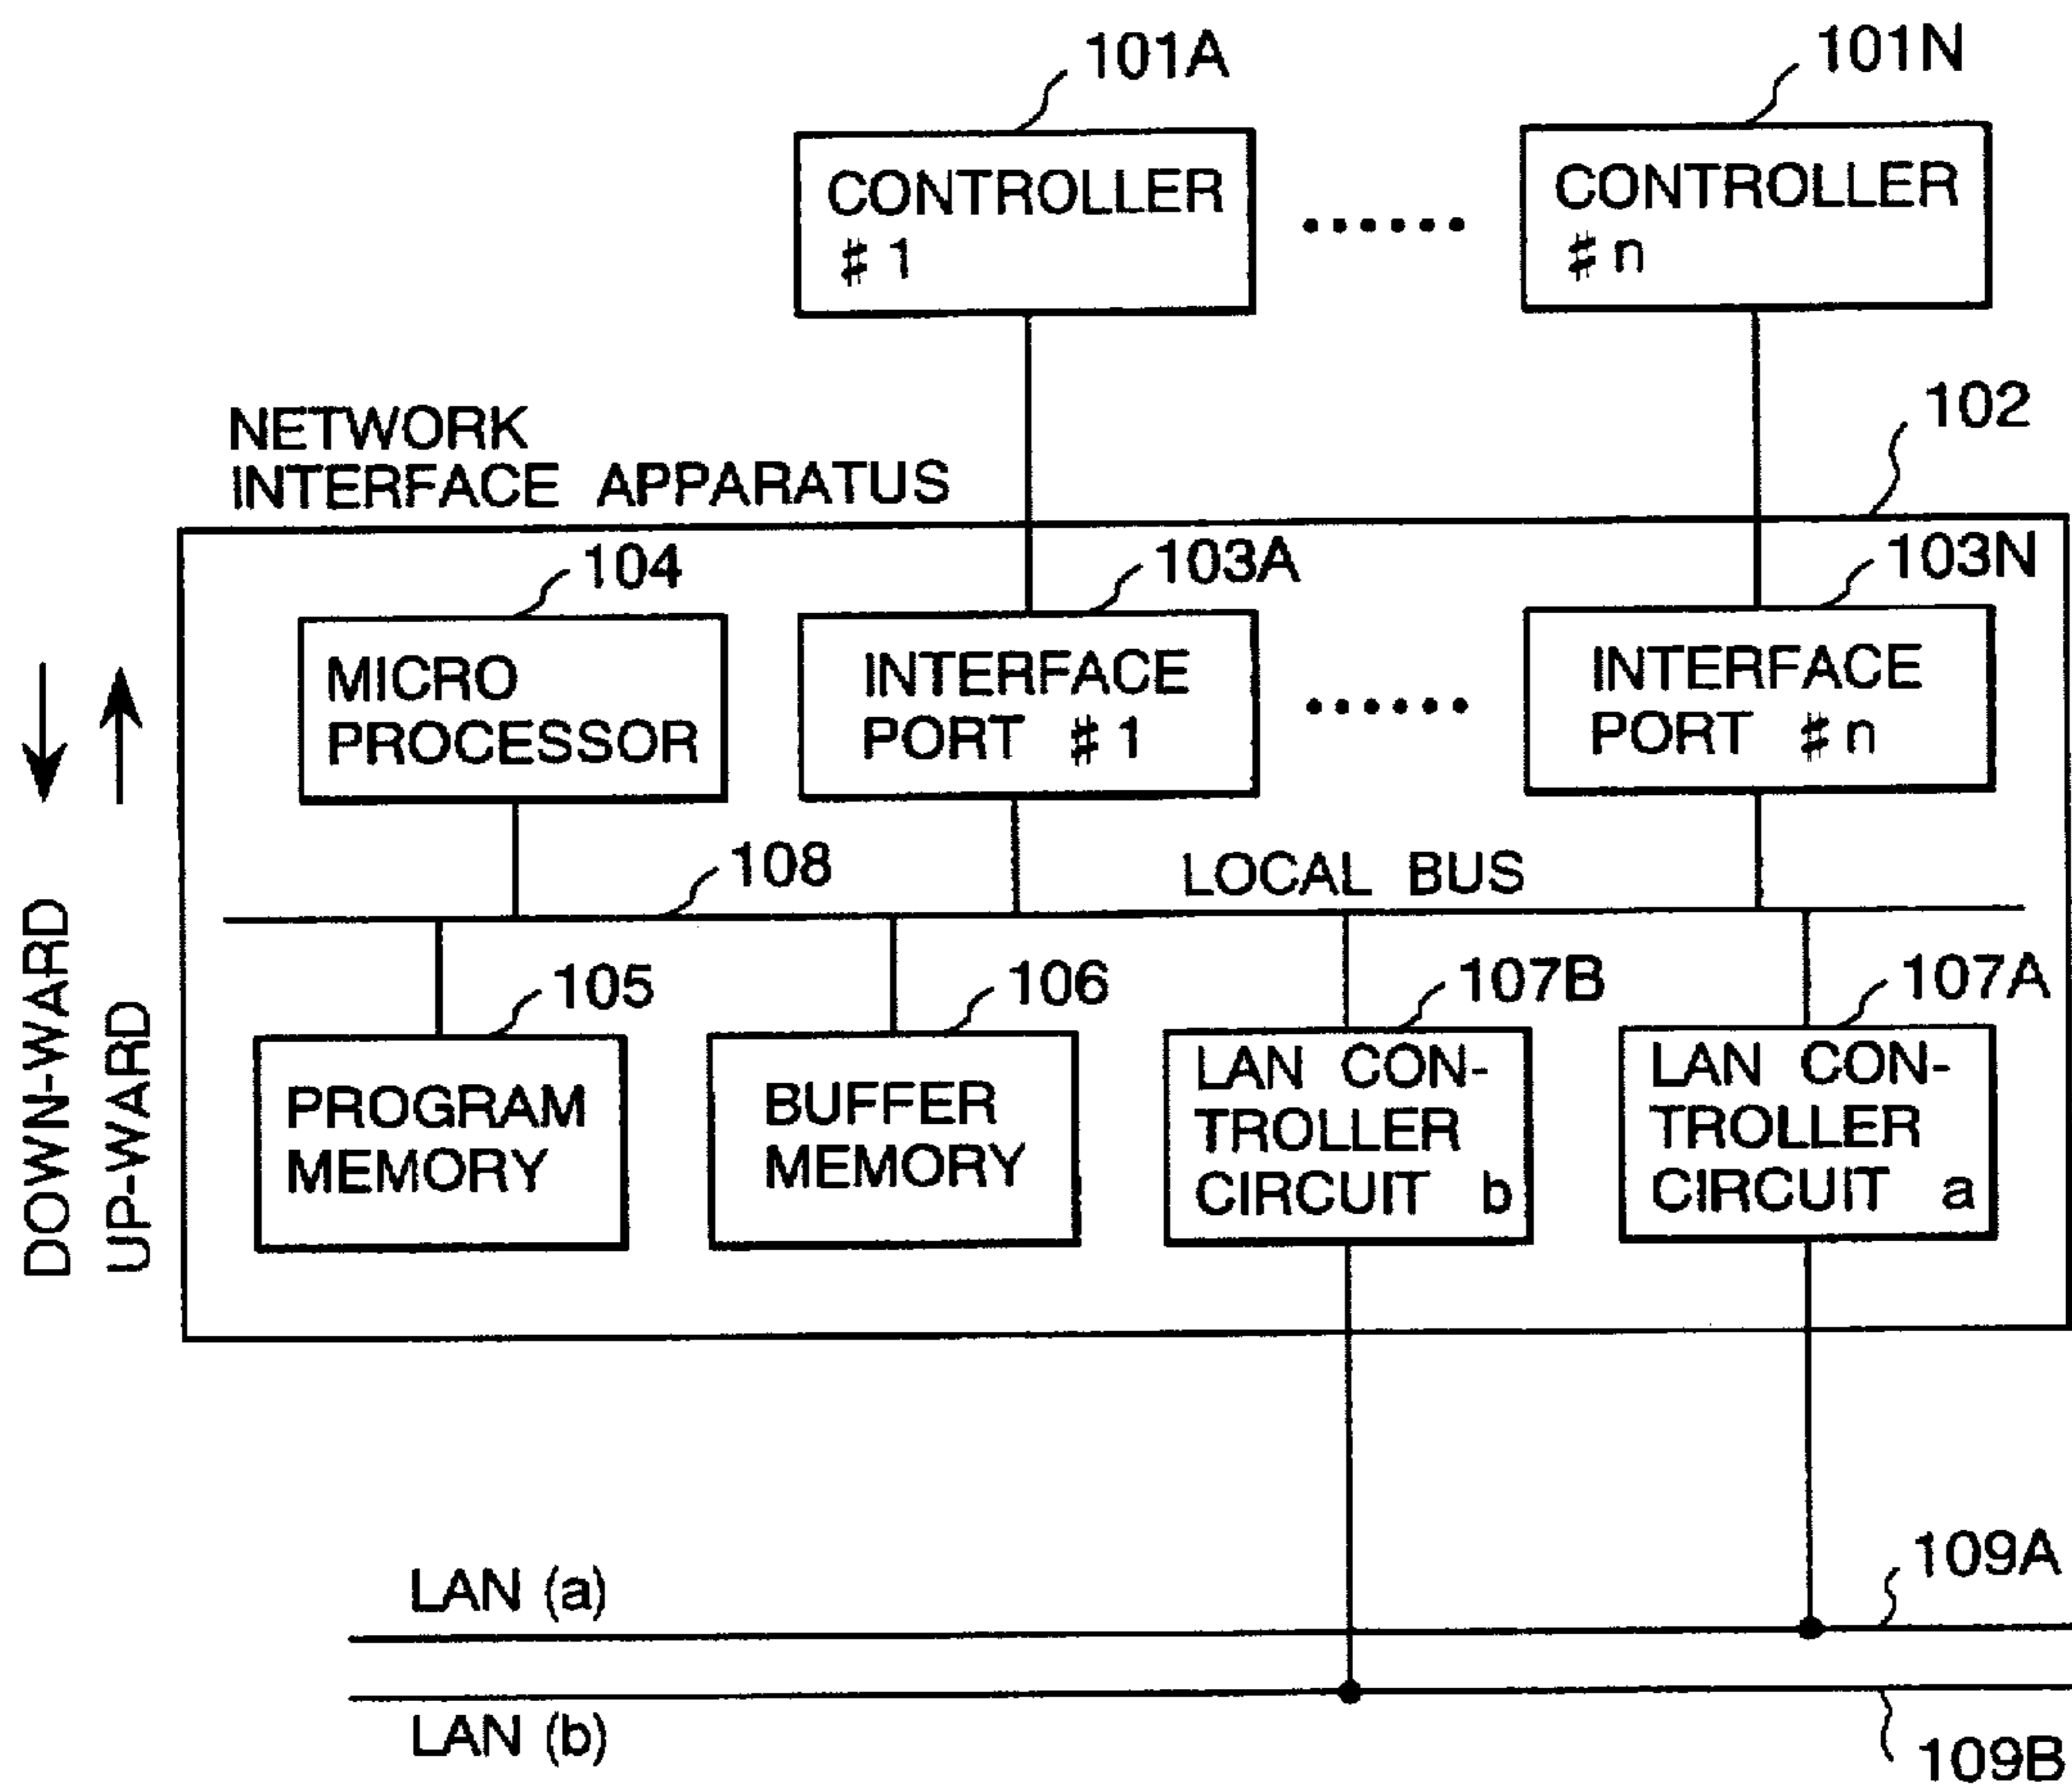 101A
101N
CONTROLLER
# 1
CONTROLLER
# n
102
NETWORK
INTERFACE APPARATUS
104
103A
103N
MICRO
PROCESSOR
INTERFACE
PORT # 1
INTERFACE
PORT # n
108
LOCAL BUS
DOWN-WARD
UP-WARD
105
106
107B
107A
PROGRAM
MEMORY
BUFFER
MEMORY
LAN CON-
TROLLER
CIRCUIT b
LAN CON-
TROLLER
CIRCUIT a
LAN (a)
109A
LAN (b)
109B